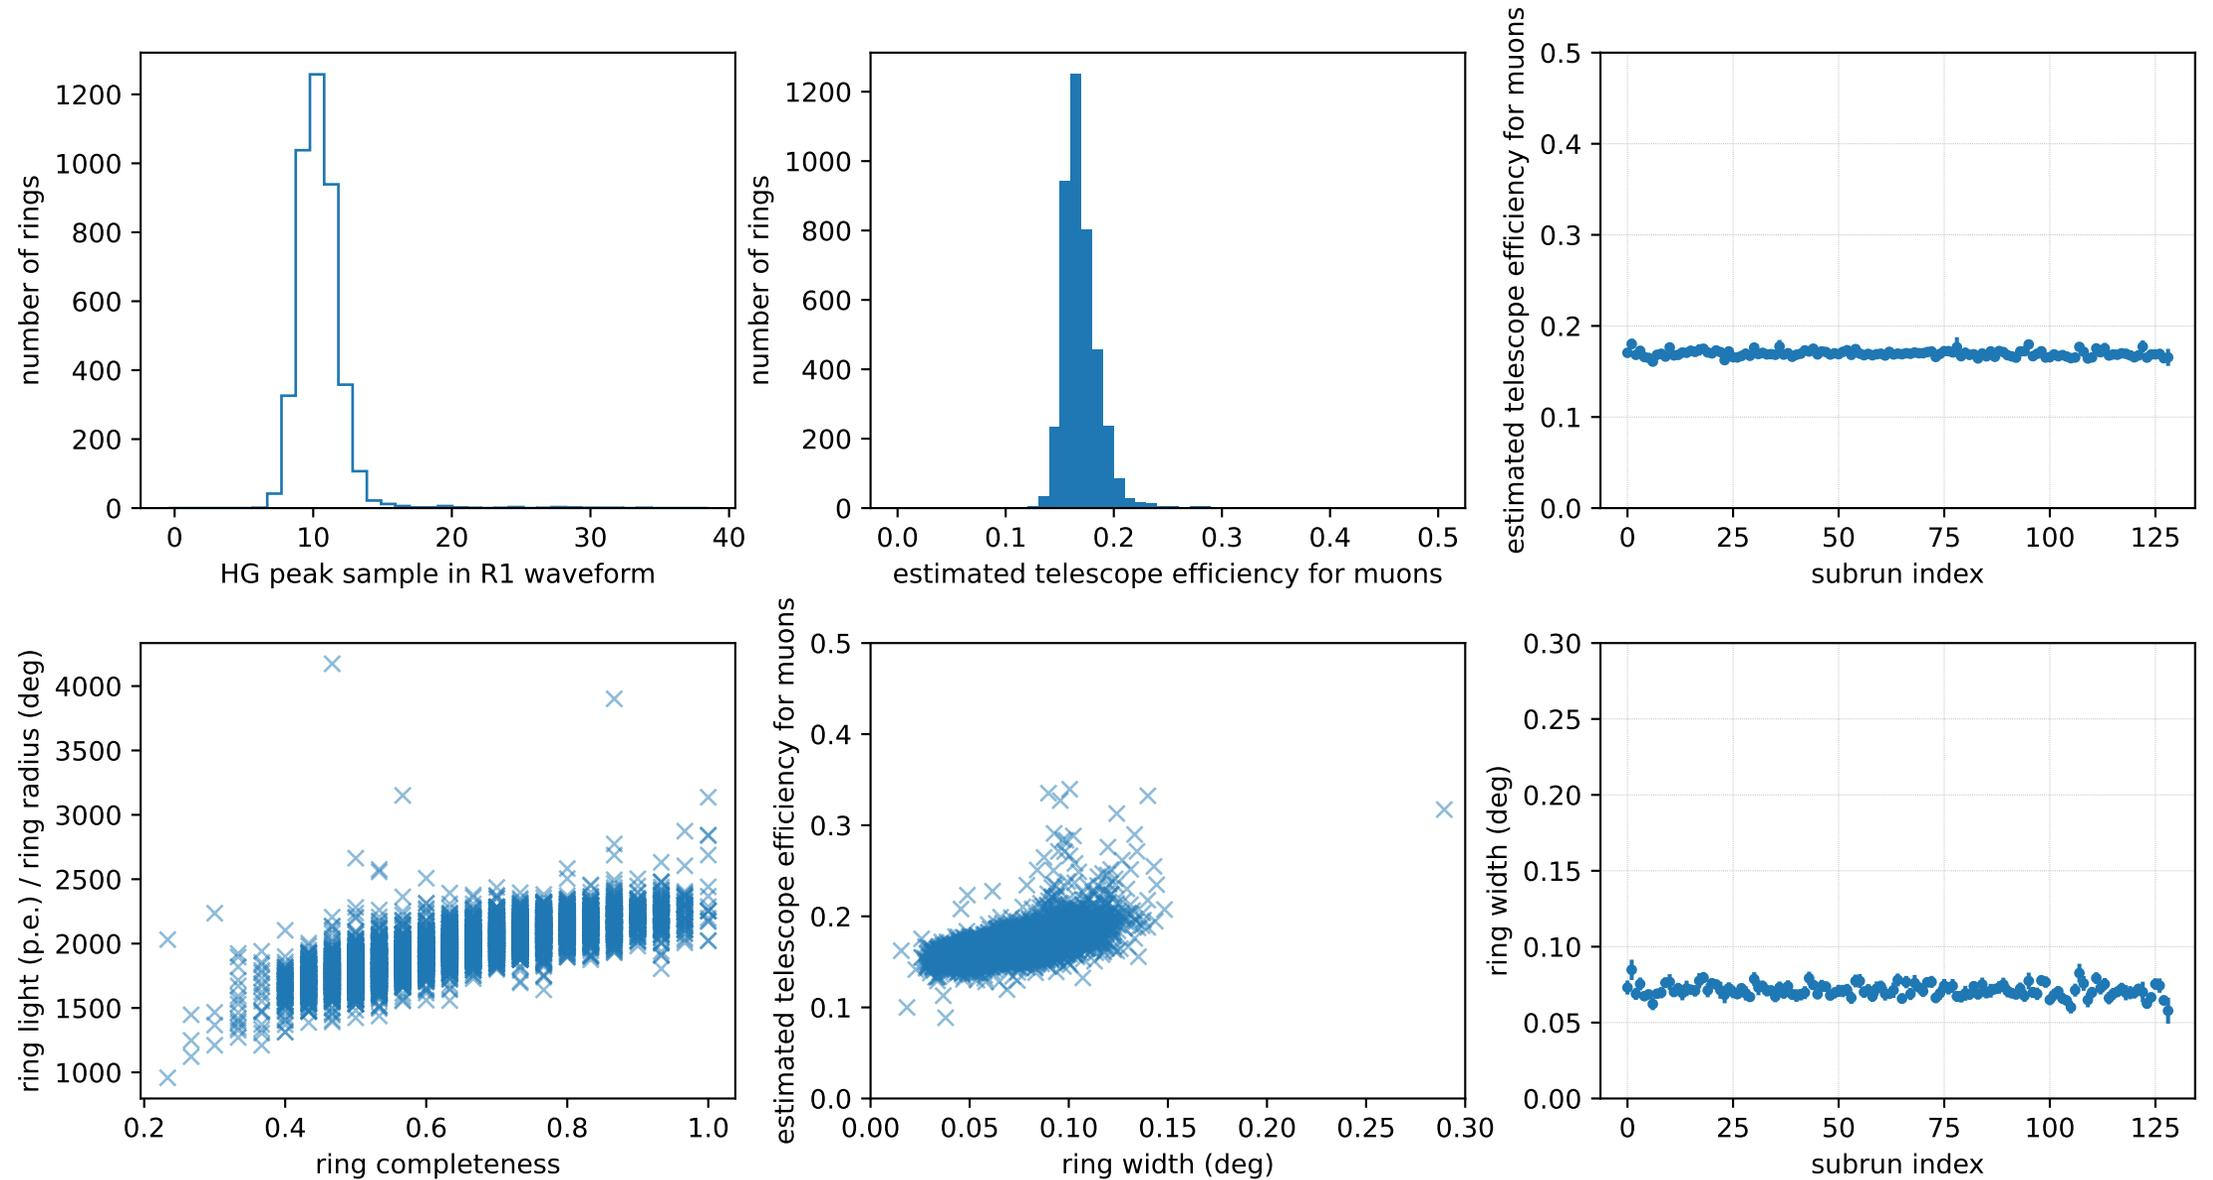 number of rings
1200
1000
800
600
400
200
0
0 10 20 30 40
HG peak sample in R1 waveform
number of rings
1200
1000
800
600
400
200
0
0.0 0.1 0.2 0.3 0.4 0.5
estimated telescope efficiency for muons
estimated telescope efficiency for muons
0.5
0.4
0.3
0.2
0.1
0.0
0 25 50 75 100 125
subrun index
ring light (p.e.) / ring radius (deg)
4000
3500
3000
2500
2000
1500
1000
0.2 0.4 0.6 0.8 1.0
ring completeness
estimated telescope efficiency for muons
0.5
0.4
0.3
0.2
0.1
0.0
0.00 0.05 0.10 0.15 0.20 0.25 0.30
ring width (deg)
ring width (deg)
0.30
0.25
0.20
0.15
0.10
0.05
0.00
0 25 50 75 100 125
subrun index